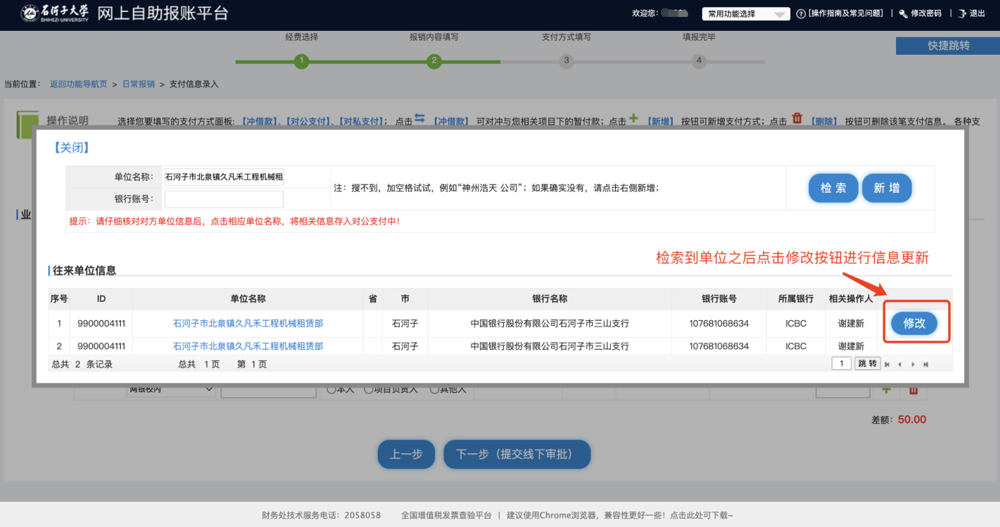 石河子大学 SHIHEZI UNIVERSITY 网上自助报账平台 欢迎您: 常用功能选择 [操作指南及常见问题] | 修改密码 | 退出
经费选择 报销内容填写 支付方式填写 填报完毕
快捷跳转
1 2 3 4
当前位置: 返回功能导航页 > 日常报销 > 支付信息录入
操作说明 选择您要填写的支付方式面板:【冲借款】、【对公支付】、【对私支付】; 点击 【冲借款】 可对冲与您相关项目下的暂付款; 点击 【新增】 按钮可新增支付方式; 点击 【删除】 按钮可删除该笔支付信息。 各种支
【关闭】
单位名称: 石河子市北泉镇久凡禾工程机械租
注: 搜不到, 加空格试试, 例如“神州浩天 公司”; 如果确实没有, 请点击右侧新增;
检 索 新 增
银行账号:
业
提示: 请仔细核对对方单位信息后, 点击相应单位名称, 将相关信息存入对公支付中!
检索到单位之后点击修改按钮进行信息更新
往来单位信息
序号 ID 单位名称 省 市 银行名称 银行账号 所属银行 相关操作人
1 9900004111 石河子市北泉镇久凡禾工程机械租赁部 石河子 中国银行股份有限公司石河子市三山支行 107681068634 ICBC 谢建新 修改
2 9900004111 石河子市北泉镇久凡禾工程机械租赁部 石河子 中国银行股份有限公司石河子市三山支行 107681068634 ICBC 谢建新
总共 2 条记录 总共 1 页 第 1 页 1 跳 转
网银校内 本人 项目负责人 其他人
差额: 50.00
上一步 下一步（提交线下审批）
财务处技术服务电话: 2058058 全国增值税发票查验平台 | 建议使用Chrome浏览器, 兼容性更好一些! 点击此处可下载~